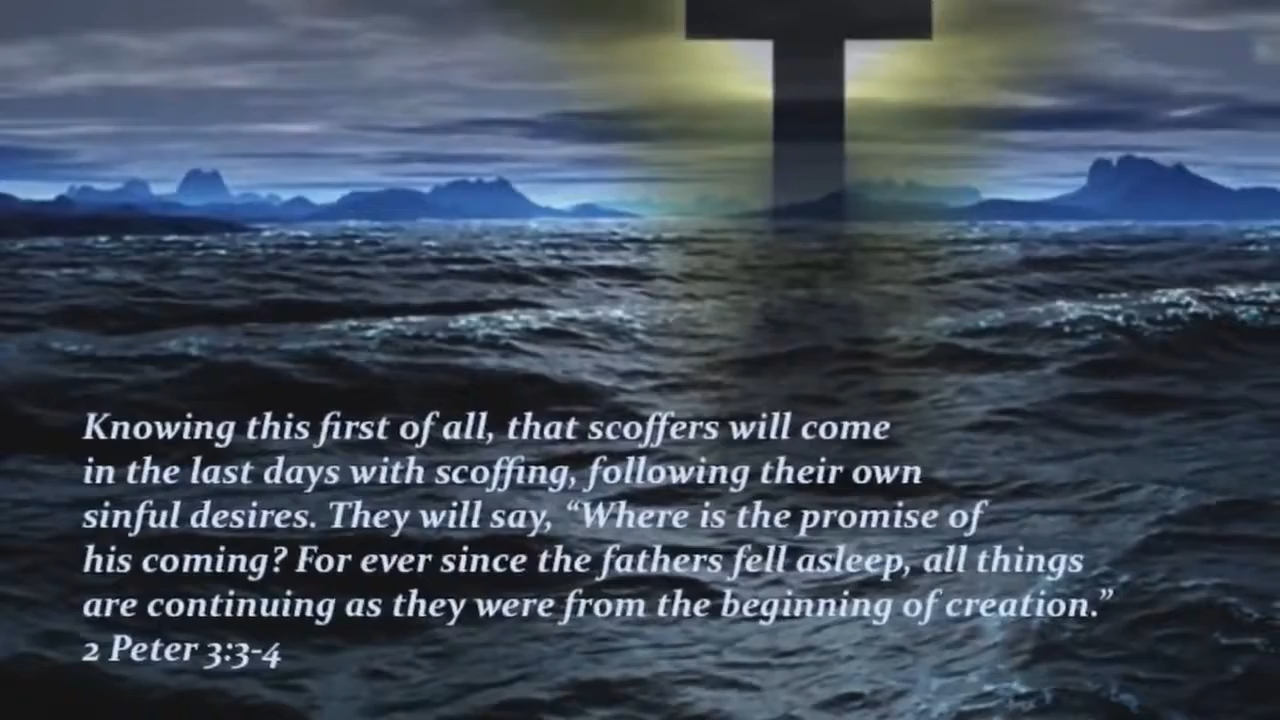 Knowing this first of all, that scoffers will come
in the last days with scoffing, following their own
sinful desires. They will say, “Where is the promise of
his coming? For ever since the fathers fell asleep, all things
are continuing as they were from the beginning of creation.”
2 Peter 3:3-4